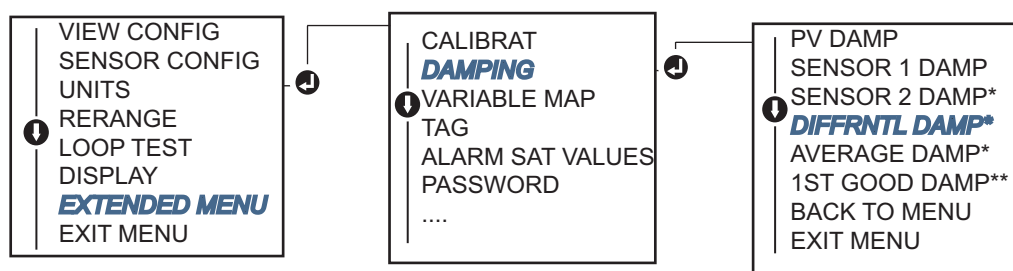 VIEW CONFIG
SENSOR CONFIG
UNITS
RERANGE
LOOP TEST
DISPLAY
EXTENDED MENU
EXIT MENU
CALIBRAT
DAMPING
VARIABLE MAP
TAG
ALARM SAT VALUES
PASSWORD
....
PV DAMP
SENSOR 1 DAMP
SENSOR 2 DAMP*
DIFFRNTL DAMP*
AVERAGE DAMP*
1ST GOOD DAMP**
BACK TO MENU
EXIT MENU